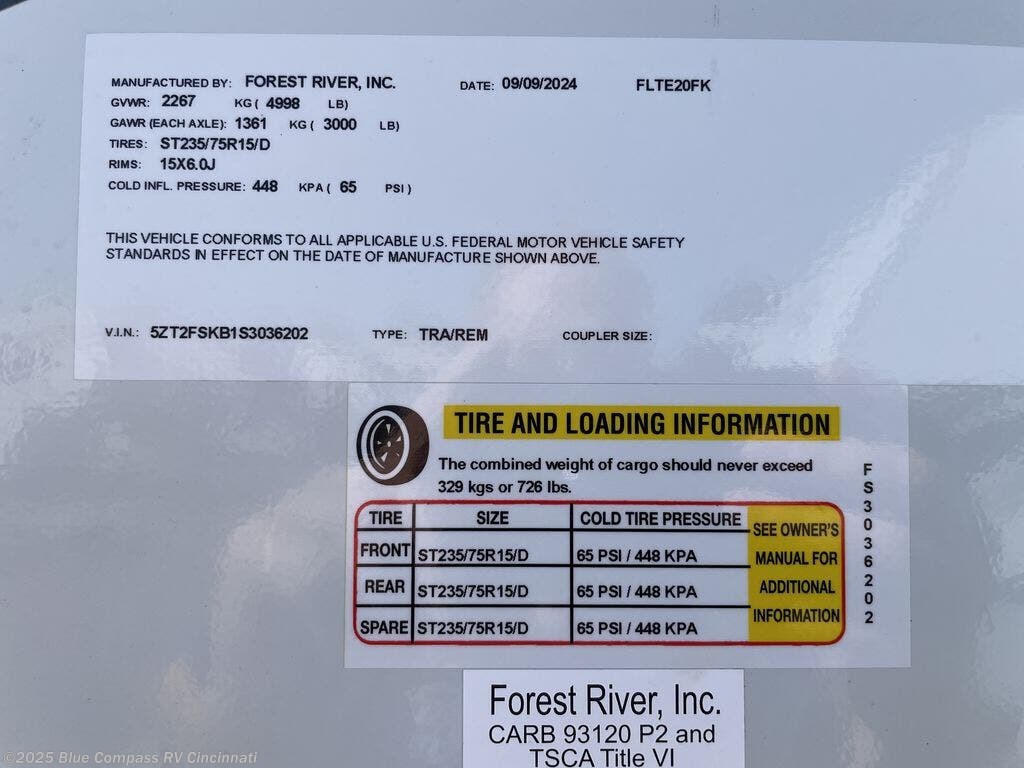 MANUFACTURED BY: FOREST RIVER, INC. DATE: 09/09/2024 FLTE20FK
GVWR: 2267 KG ( 4998 LB)
GAWR (EACH AXLE): 1361 KG ( 3000 LB)
TIRES: ST235/75R15/D
RIMS: 15X6.0J
COLD INFL. PRESSURE: 448 KPA ( 65 PSI )
THIS VEHICLE CONFORMS TO ALL APPLICABLE U.S. FEDERAL MOTOR VEHICLE SAFETY
STANDARDS IN EFFECT ON THE DATE OF MANUFACTURE SHOWN ABOVE.
V.I.N.: 5ZT2FSKB1S3036202 TYPE: TRA/REM COUPLER SIZE:
TIRE AND LOADING INFORMATION
The combined weight of cargo should never exceed
329 kgs or 726 lbs.
TIRE SIZE COLD TIRE PRESSURE
FRONT ST235/75R15/D 65 PSI / 448 KPA
REAR ST235/75R15/D 65 PSI / 448 KPA
SPARE ST235/75R15/D 65 PSI / 448 KPA
SEE OWNER'S
MANUAL FOR
ADDITIONAL
INFORMATION
FS3036202
Forest River, Inc.
CARB 93120 P2 and
TSCA Title VI
©2025 Blue Compass RV Cincinnati